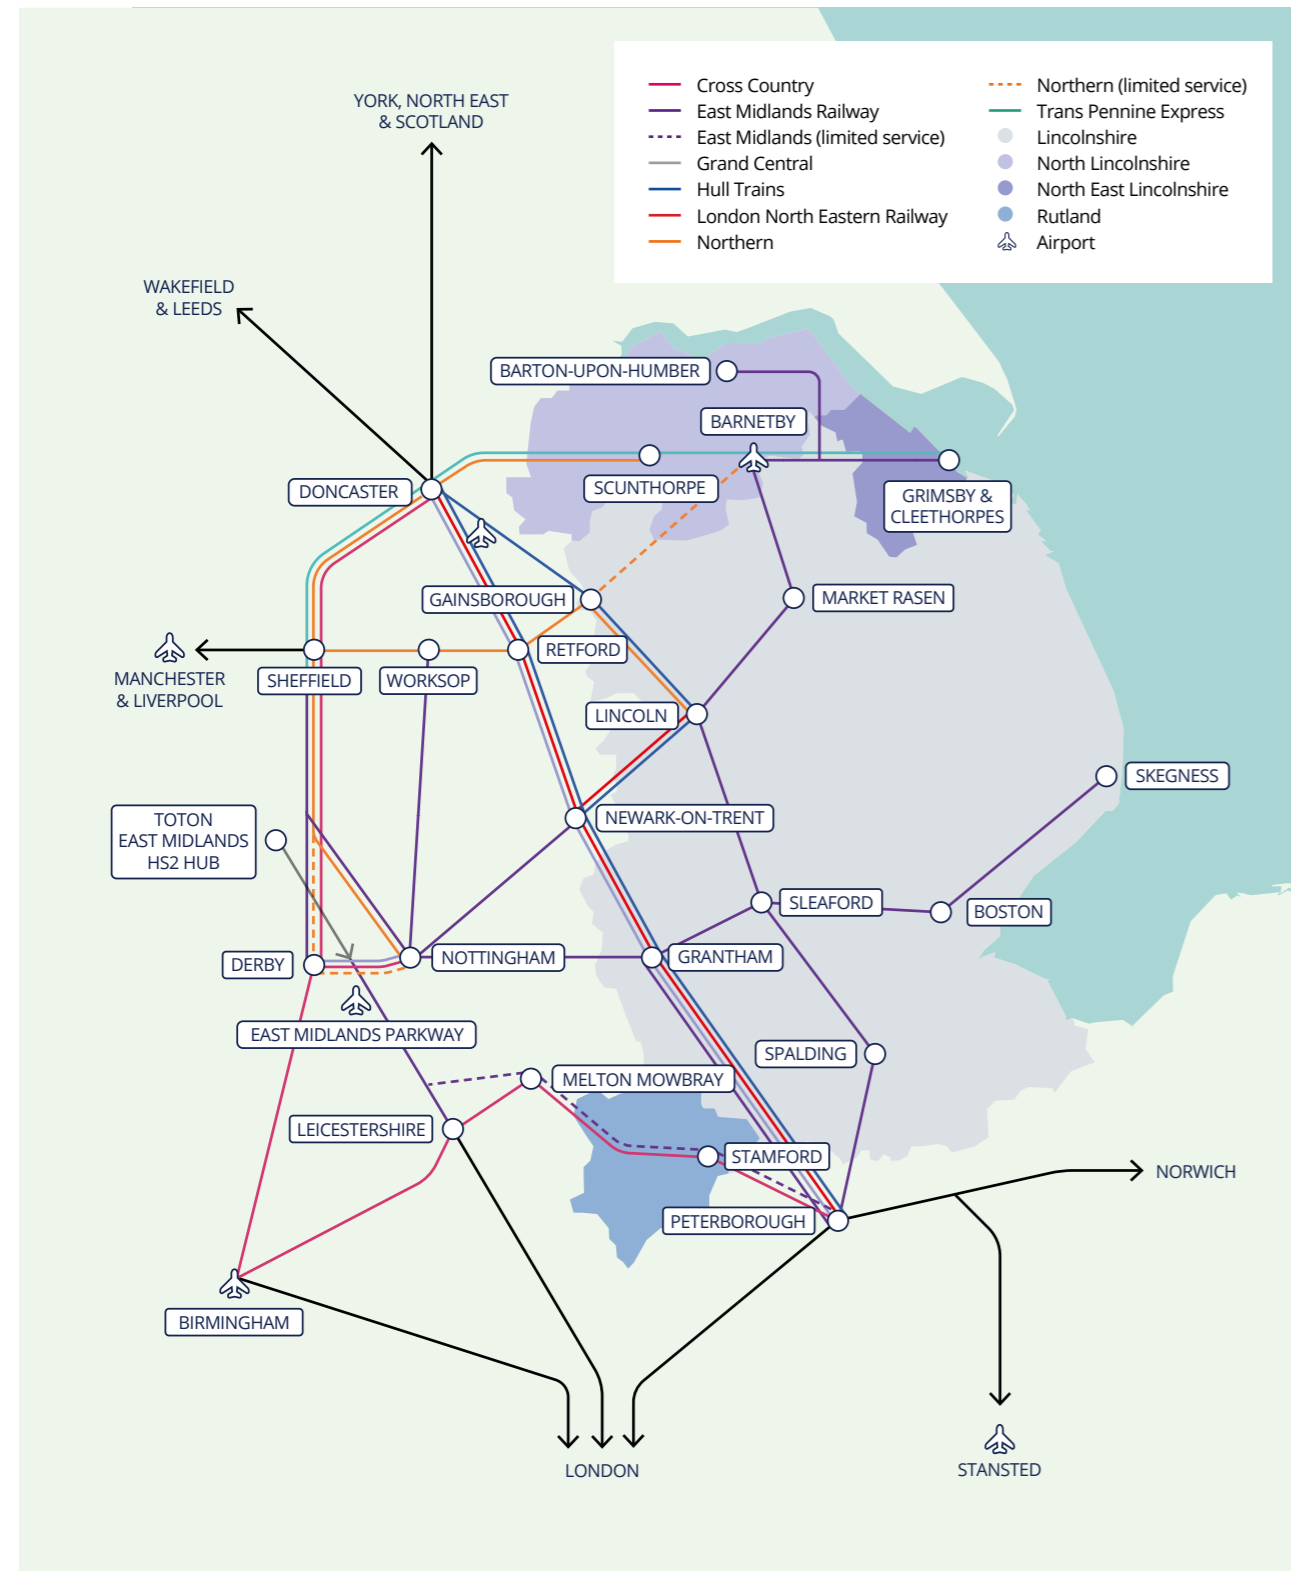 Cross Country
East Midlands Railway
East Midlands (limited service)
Grand Central
Hull Trains
London North Eastern Railway
Northern
Northern (limited service)
Trans Pennine Express
Lincolnshire
North Lincolnshire
North East Lincolnshire
Rutland
Airport
YORK, NORTH EAST
& SCOTLAND
WAKEFIELD
& LEEDS
BARTON-UPON-HUMBER
BARNETBY
SCUNTHORPE
DONCASTER
GRIMSBY &
CLEETHORPES
GAINSBOROUGH
MARKET RASEN
RETFORD
MANCHESTER
& LIVERPOOL
SHEFFIELD
WORKSOP
LINCOLN
SKEGNESS
TOTON
EAST MIDLANDS
HS2 HUB
NEWARK-ON-TRENT
SLEAFORD
BOSTON
DERBY
NOTTINGHAM
GRANTHAM
EAST MIDLANDS PARKWAY
SPALDING
MELTON MOWBRAY
LEICESTERSHIRE
STAMFORD
NORWICH
PETERBOROUGH
BIRMINGHAM
LONDON
STANSTED